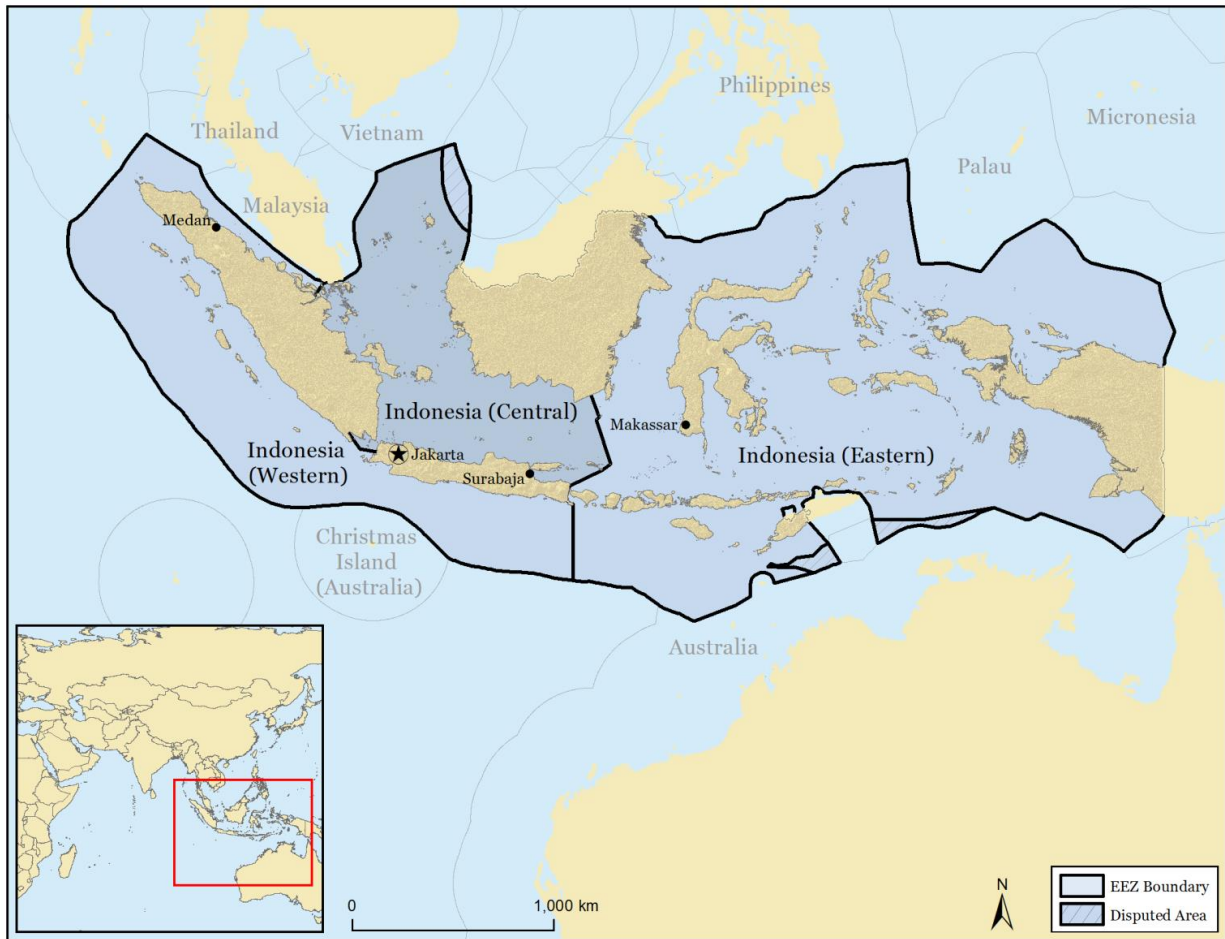 Philippines
Micronesia
Thailand
Vietnam
Palau
Malaysia
Medan
Indonesia (Central)
Makassar
Indonesia
(Western)
Jakarta
Indonesia (Eastern)
Surabaja
Christmas
Island
(Australia)
Australia
N
0
1,000 km
EEZ Boundary
Disputed Area